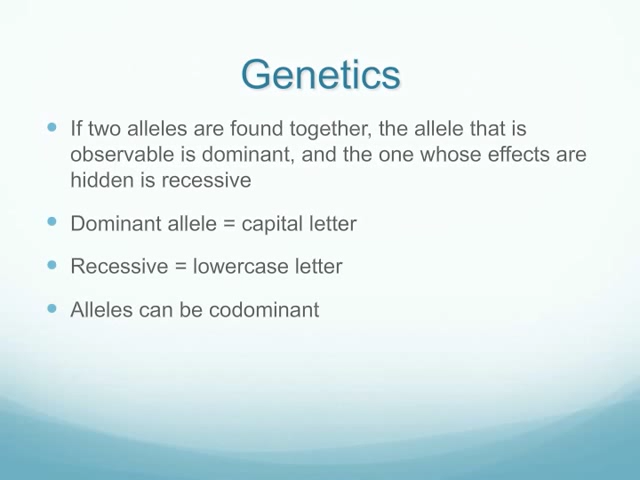 Genetics
If two alleles are found together, the allele that is
observable is dominant, and the one whose effects are
hidden is recessive
Dominant allele = capital letter
Recessive = lowercase letter
Alleles can be codominant